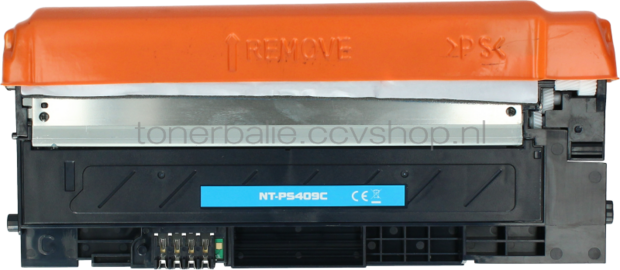 REMOVE >PS<
tonerbalie.ccvshop.nl
NT-PS409C CE
C